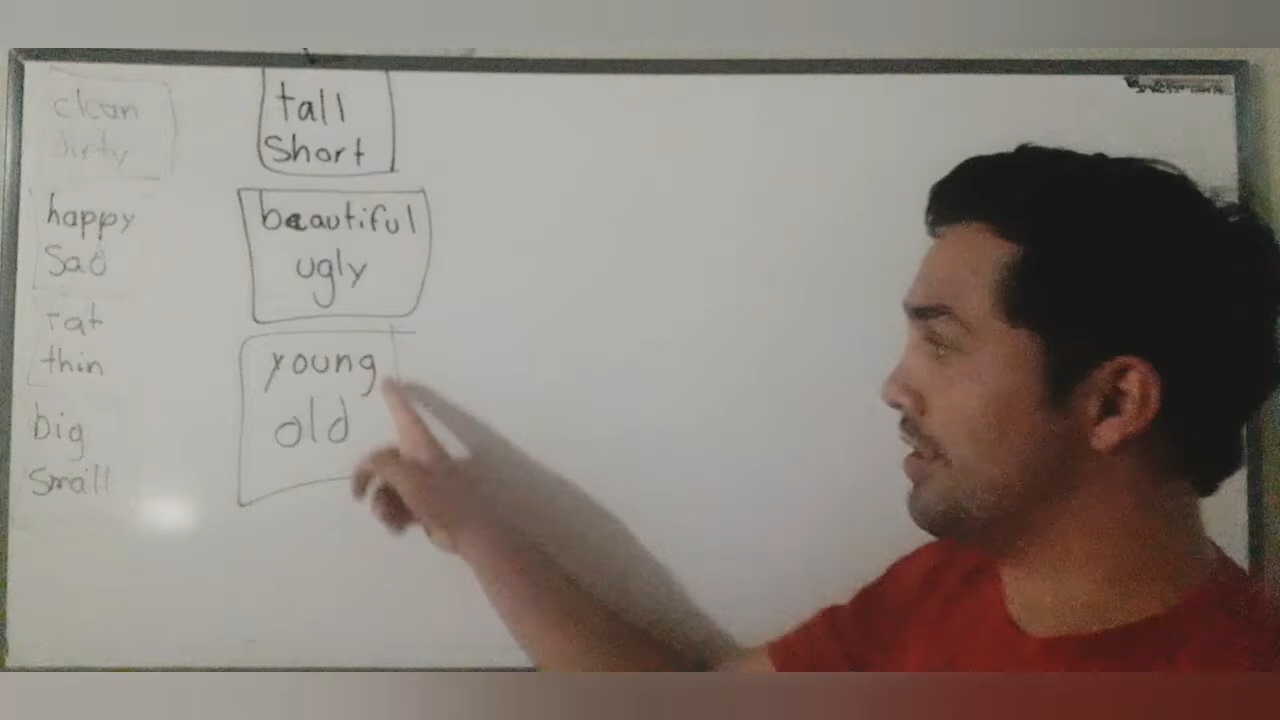 clean
dirty
happy
Sad
fat
thin
big
Small
tall
Short
beautiful
ugly
young
old